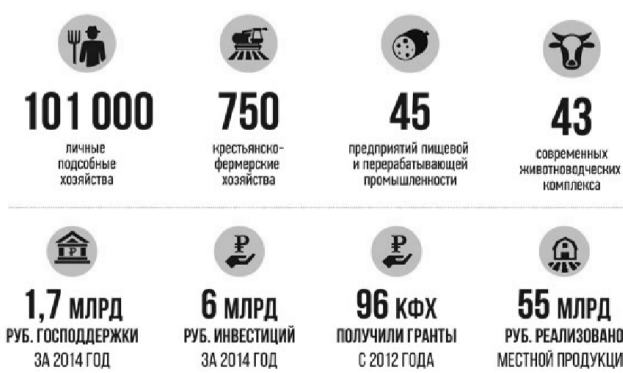 101 000
личные
подсобные
хозяйства
750
крестьянско-
фермерские
хозяйства
45
предприятий пищевой
и перерабатывающей
промышленности
43
современных
животноводческих
комплекса
1,7 МЛРД
РУБ. ГОСПОДДЕРЖКИ
ЗА 2014 ГОД
6 МЛРД
РУБ. ИНВЕСТИЦИЙ
ЗА 2014 ГОД
96 КФХ
ПОЛУЧИЛИ ГРАНТЫ
С 2012 ГОДА
55 МЛРД
РУБ. РЕАЛИЗОВАНО
МЕСТНОЙ ПРОДУКЦИ